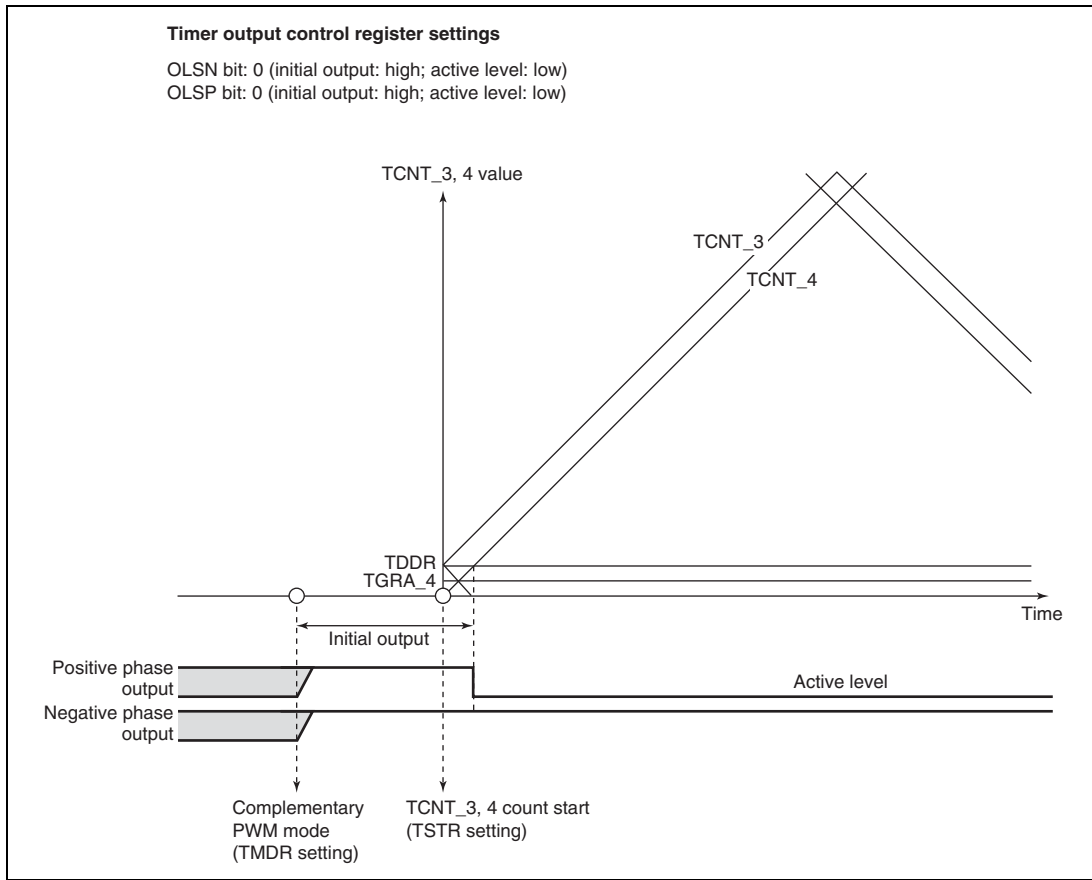 Timer output control register settings
OLSN bit: 0 (initial output: high; active level: low)
OLSP bit: 0 (initial output: high; active level: low)
TCNT_3, 4 value
TCNT_3
TCNT_4
TDDR
TGRA_4
Time
Initial output
Positive phase
output
Active level
Negative phase
output
Complementary
PWM mode
(TMDR setting)
TCNT_3, 4 count start
(TSTR setting)